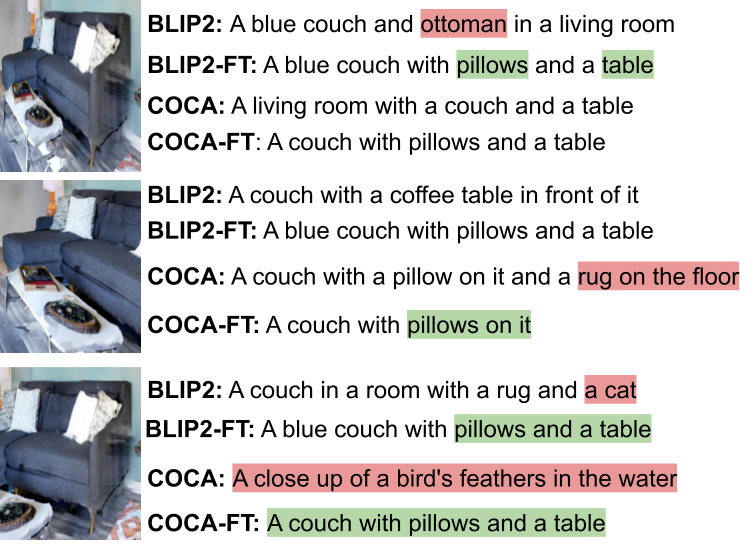 BLIP2: A blue couch and ottoman in a living room
BLIP2-FT: A blue couch with pillows and a table
COCA: A living room with a couch and a table
COCA-FT: A couch with pillows and a table
BLIP2: A couch with a coffee table in front of it
BLIP2-FT: A blue couch with pillows and a table
COCA: A couch with a pillow on it and a rug on the floor
COCA-FT: A couch with pillows on it
BLIP2: A couch in a room with a rug and a cat
BLIP2-FT: A blue couch with pillows and a table
COCA: A close up of a bird's feathers in the water
COCA-FT: A couch with pillows and a table